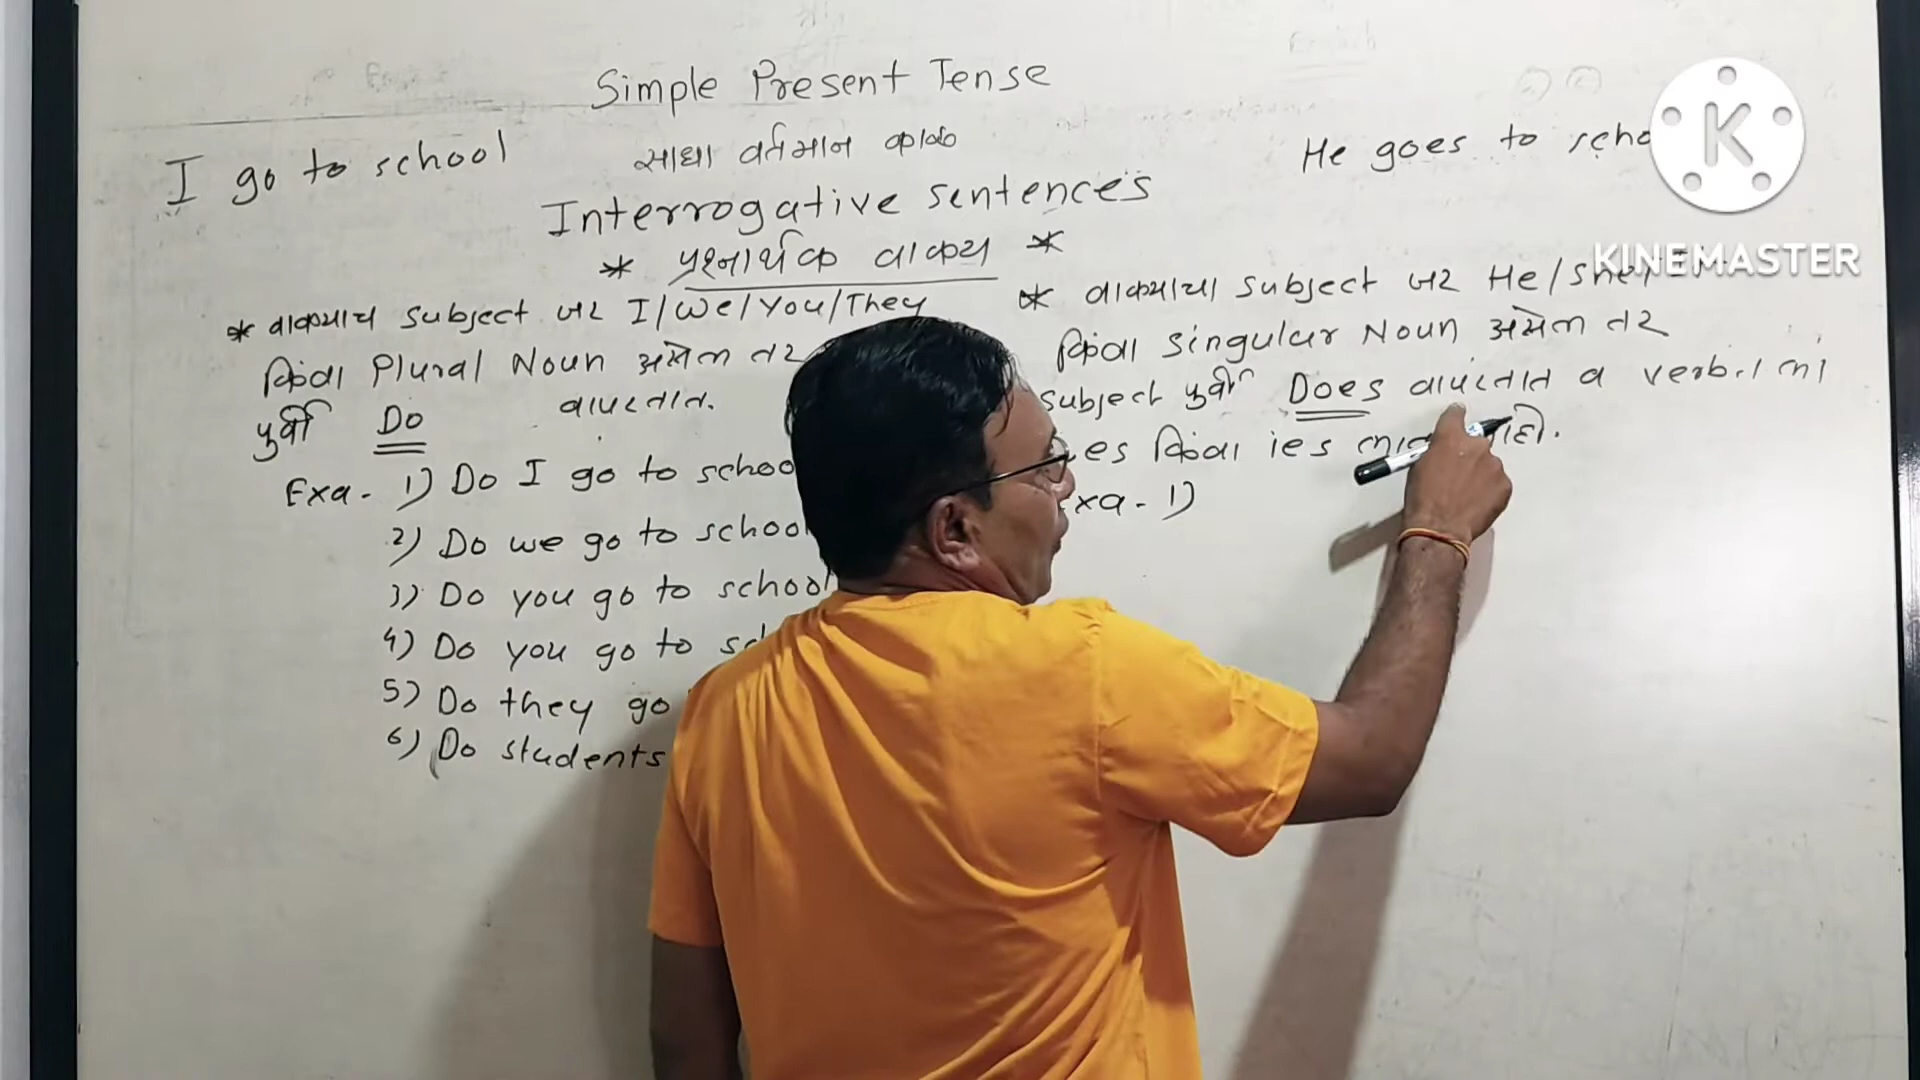 Simple Present Tense
I go to school
साधा वर्तमान काळ
He goes to scho
Interrogative sentences
* प्रश्नार्थक वाक्य *
* वाक्याचा subject जर I/We/You/They
किंवा Plural Noun असेल तर
पुर्वी Do वापरतात.
Exa- 1) Do I go to schoo
2) Do we go to school
3) Do you go to school
4) Do you go to sc
5) Do they go
6) Do students
* वाक्याचा subject जर He/She/
किंवा singular Noun असेल तर
subject पुर्वी Does वापरतात व verb ला
es किंवा ies
Exa- 1)
K
KINEMASTER